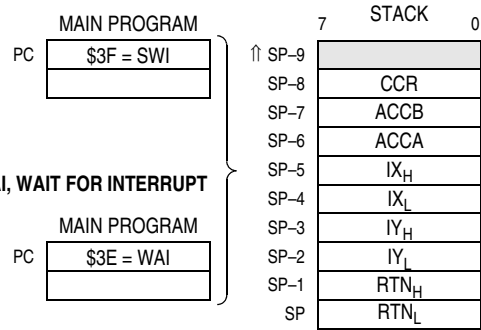 MAIN PROGRAM
PC $3F = SWI
WAIT FOR INTERRUPT
MAIN PROGRAM
PC $3E = WAI
STACK
7 0
⇑ SP–9
SP–8 CCR
SP–7 ACCB
SP–6 ACCA
SP–5 IXH
SP–4 IXL
SP–3 IYH
SP–2 IYL
SP–1 RTNH
SP RTNL